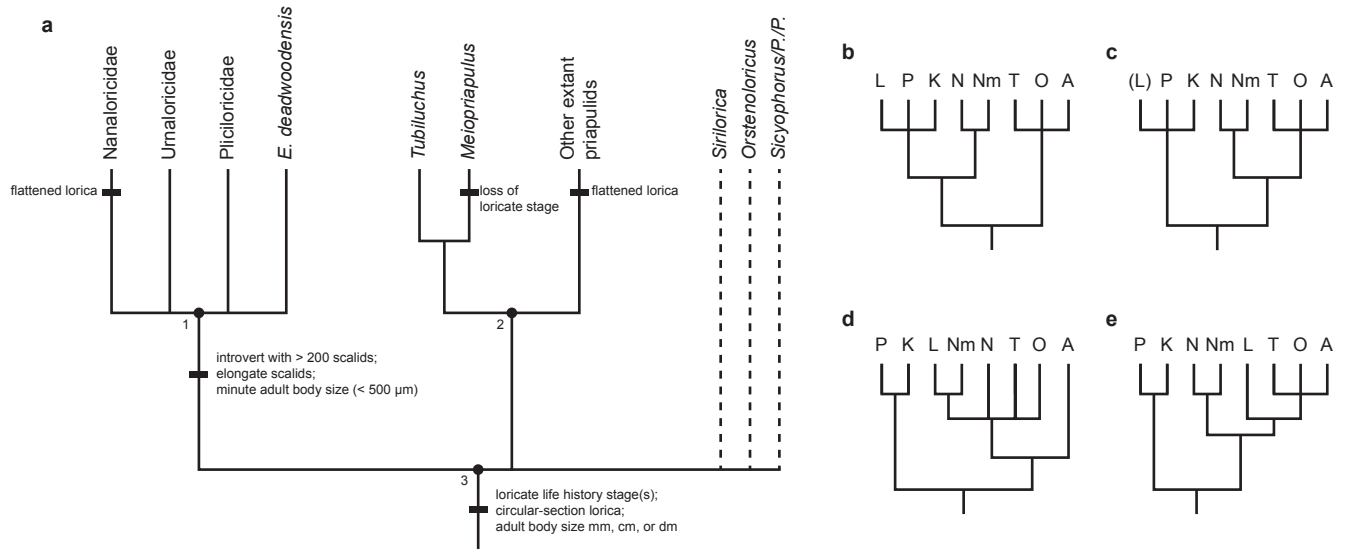 a
Nanaloricidae
Urnaloricidae
Pliciloricidae
E. deadwoodensis
Tubiluchus
Meiopriapulus
Other extant
priapulids
Sirilorica
Orstenoloricus
Sicyophorus/P./P.
flattened lorica
loss of
loricate stage
flattened lorica
1
2
introvert with > 200 scalids;
elongate scalids;
minute adult body size (< 500 µm)
3
loricate life history stage(s);
circular-section lorica;
adult body size mm, cm, or dm
b
L P K N Nm T O A
c
(L) P K N Nm T O A
d
P K L Nm N T O A
e
P K N Nm L T O A